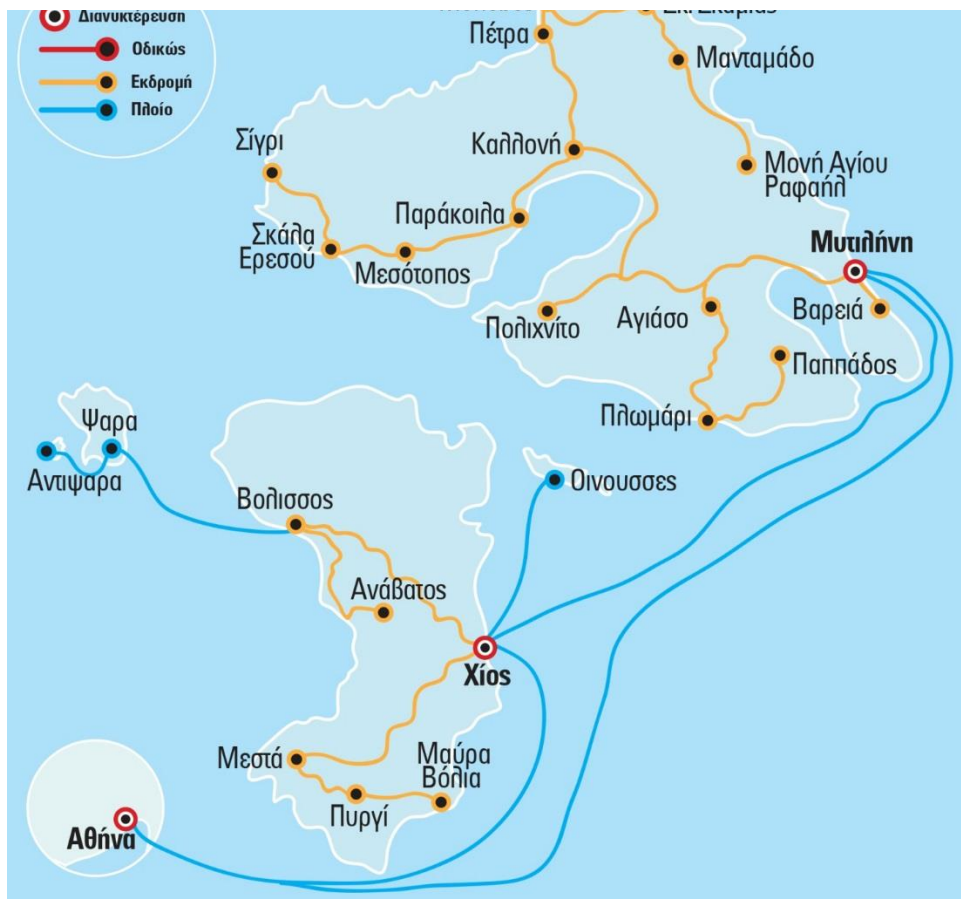 Διανυκτέρευση
Οδικώς
Εκδρομή
Πλοίο
Πέτρα
Μανταμάδο
Σίγρι
Καλλονή
Μονή Αγίου
Ραφαήλ
Παράκοιλα
Σκάλα
Ερεσού
Μεσότοπος
Μυτιλήνη
Πολιχνίτο
Αγιάσο
Βαρειά
Παππάδος
Πλωμάρι
Ψαρα
Αντιψαρα
Οινουσσες
Βολισσος
Ανάβατος
Χίος
Μεστά
Μαύρα
Βόλια
Πυργί
Αθήνα